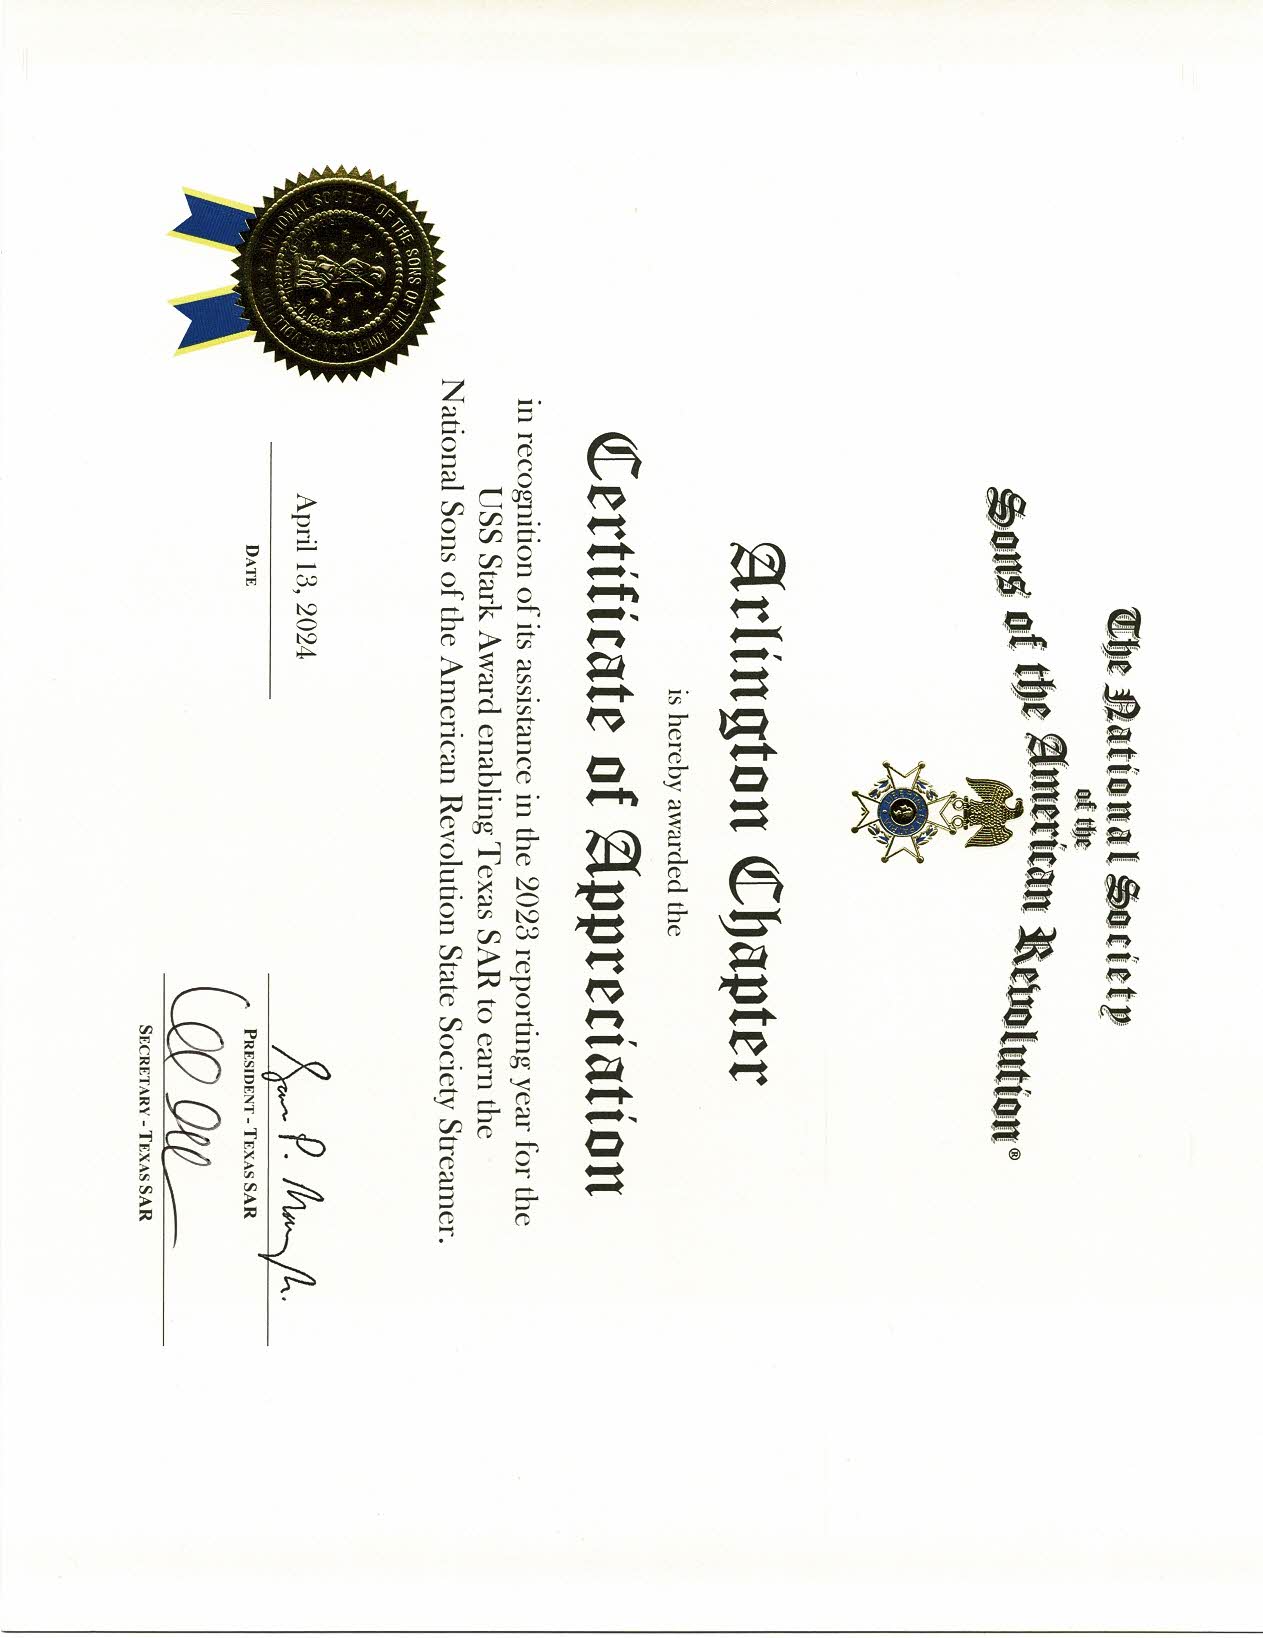 The National Society
of the
Sons of the American Revolution®
Arlington Chapter
is hereby awarded the
Certificate of Appreciation
in recognition of its assistance in the 2023 reporting year for the
USS Stark Award enabling Texas SAR to earn the
National Sons of the American Revolution State Society Streamer.
NATIONAL SOCIETY OF THE SONS OF THE AMERICAN REVOLUTION
April 13, 2024
DATE
PRESIDENT - TEXAS SAR
SECRETARY - TEXAS SAR